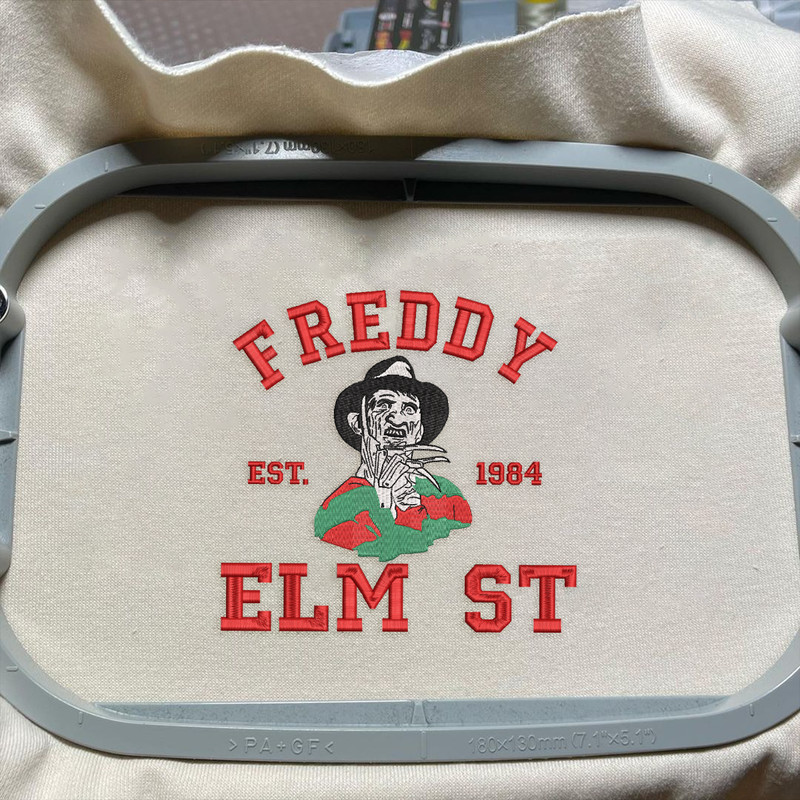 FREDDY
EST. 1984
ELM ST
>PA+GF<
180x130mm (7.1"x5.1")